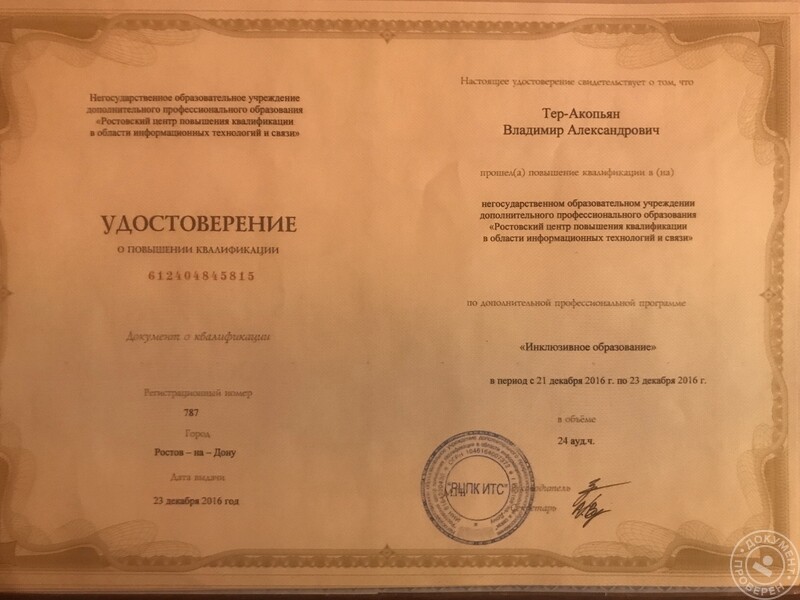 Негосударственное образовательное учреждение
дополнительного профессионального образования
«Ростовский центр повышения квалификации
в области информационных технологий и связи»
УДОСТОВЕРЕНИЕ
О ПОВЫШЕНИИ КВАЛИФИКАЦИИ
612404845815
Документ о квалификации
Регистрационный номер
787
Город
Ростов – на – Дону
Дата выдачи
23 декабря 2016 год
Настоящее удостоверение свидетельствует о том, что
Тер-Акопьян
Владимир Александрович
прошел(а) повышение квалификации в (на)
негосударственном образовательном учреждении
дополнительного профессионального образования
«Ростовский центр повышения квалификации
в области информационных технологий и связи»
по дополнительной профессиональной программе
«Инклюзивное образование»
в период с 21 декабря 2016 г. по 23 декабря 2016 г.
в объёме
24 ауд.ч.
Руководитель
Секретарь
"РЦПК ИТС"
ДОКУМЕНТ
ПРОВЕРЕН